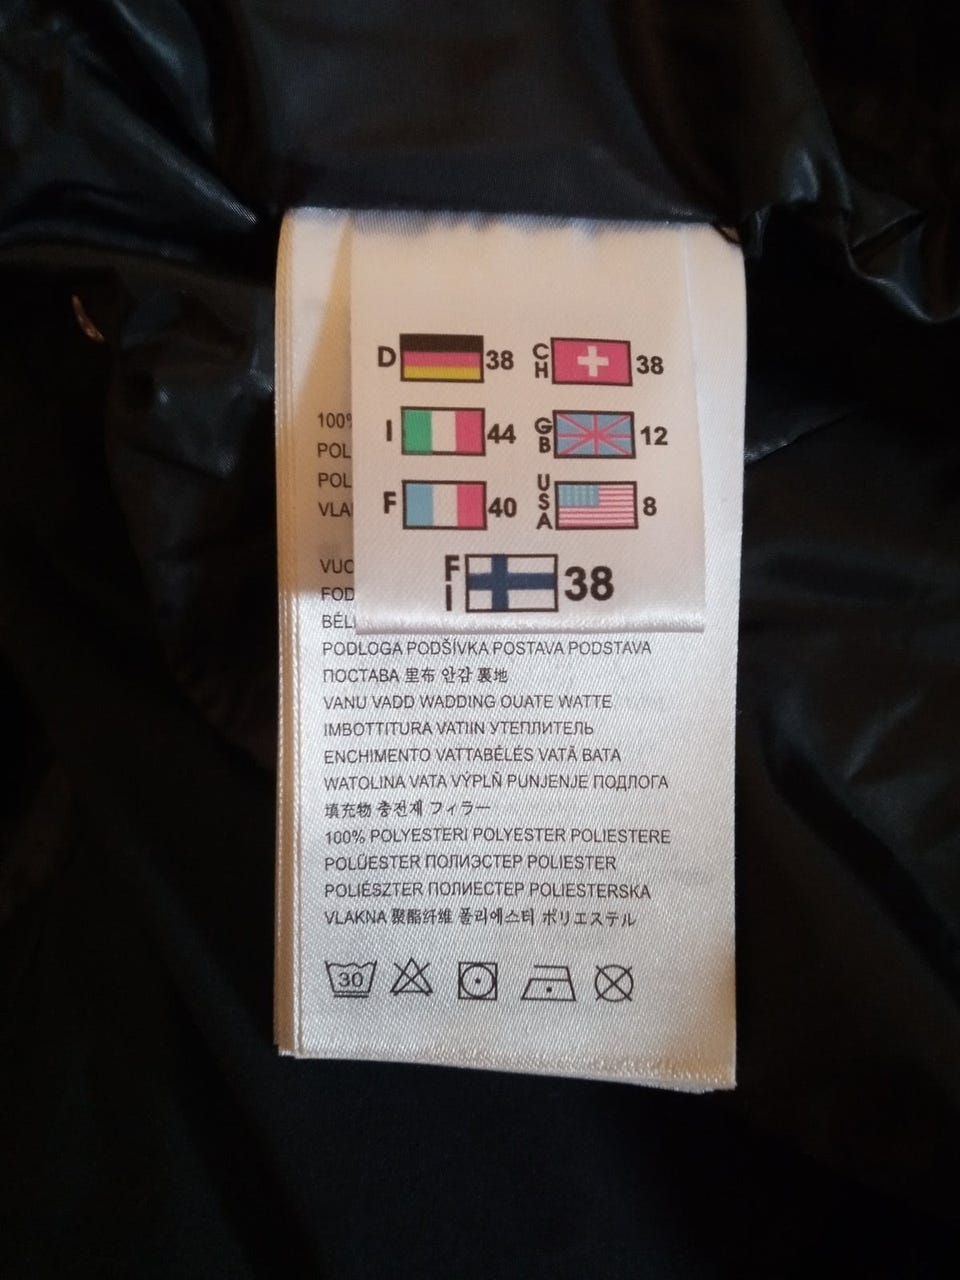 D 38 CH 38
I 44 GB 12
F 40 USA 8
FI 38
100%
POL
POL
VLA
VUO
FOD
BÉL
PODLOGA PODŠÍVKA POSTAVA PODSTAVA
ПОСТАВА 里布 안감 裏地
VANU VADD WADDING OUATE WATTE
IMBOTTITURA VATIIN УТЕПЛИТЕЛЬ
ENCHIMENTO VATTABÉLÉS VATĂ BATA
WATOLINA VATA VÝPLŇ PUNJENJE ПОДЛОГА
填充物 충전제 フィラー
100% POLYESTERI POLYESTER POLIESTERE
POLÜESTER ПОЛИЭСТЕР POLIESTER
POLIÉSZTER ПОЛИЕСТЕР POLIESTERSKA
VLAKNA 聚酯纤维 폴리에스터 ポリエステル
30